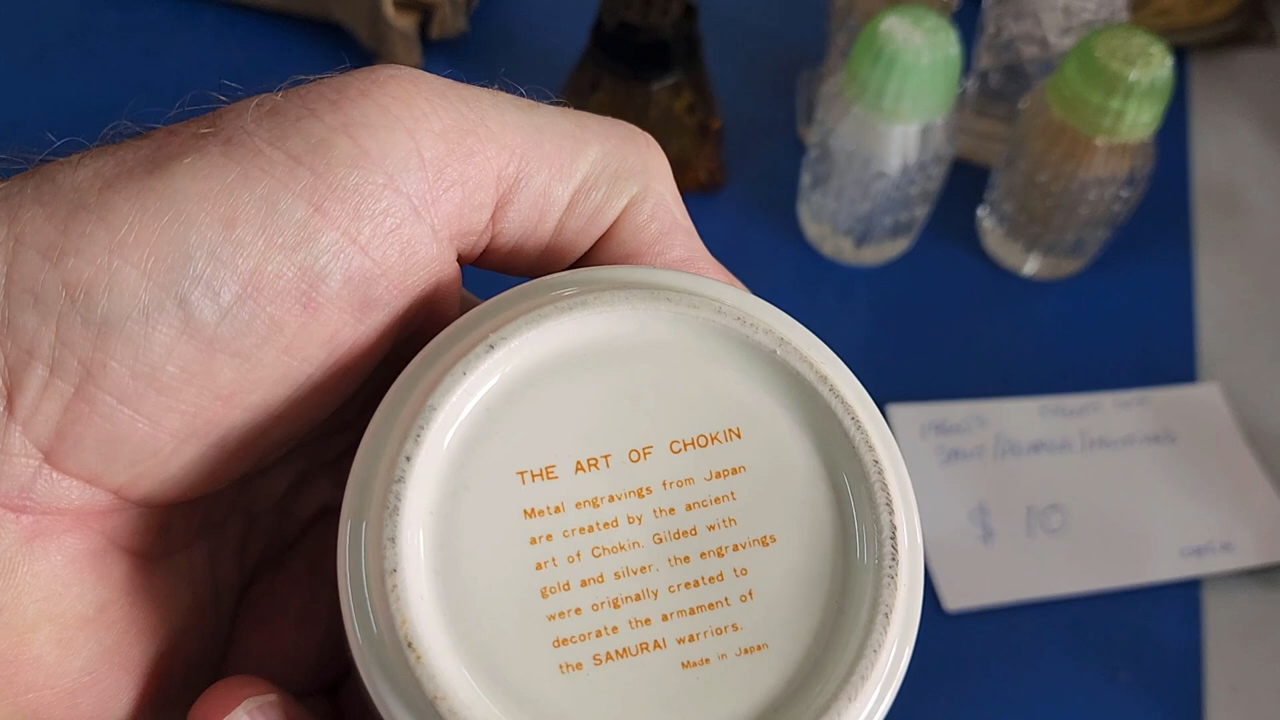 THE ART OF CHOKIN
Metal engravings from Japan
are created by the ancient
art of Chokin. Gilded with
gold and silver, the engravings
were originally created to
decorate the armament of
the SAMURAI warriors.
Made in Japan
$ 10